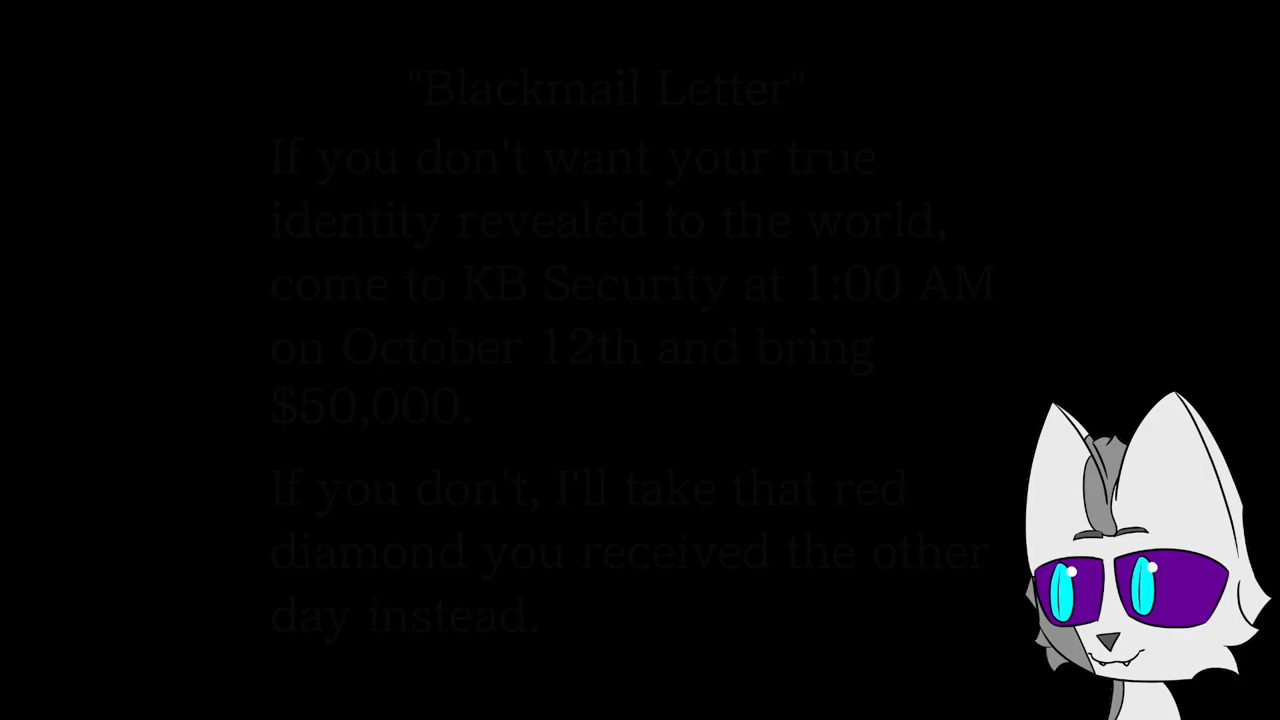 "Blackmail Letter"
If you don't want your true
identity revealed to the world,
come to KB Security at 1:00 AM
on October 12th and bring
$50,000.
If you don't, I'll take that red
diamond you received the other
day instead.